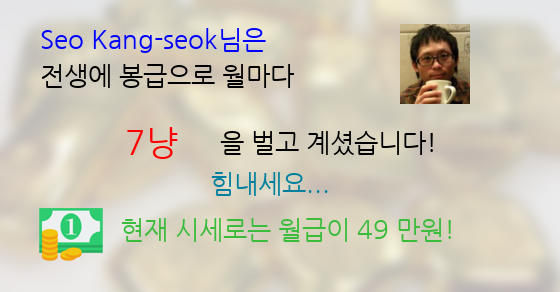 Seo Kang-seok님은
전생에 봉급으로 월마다
7냥 을 벌고 계셨습니다!
힘내세요...
1
현재 시세로는 월급이 49 만원!